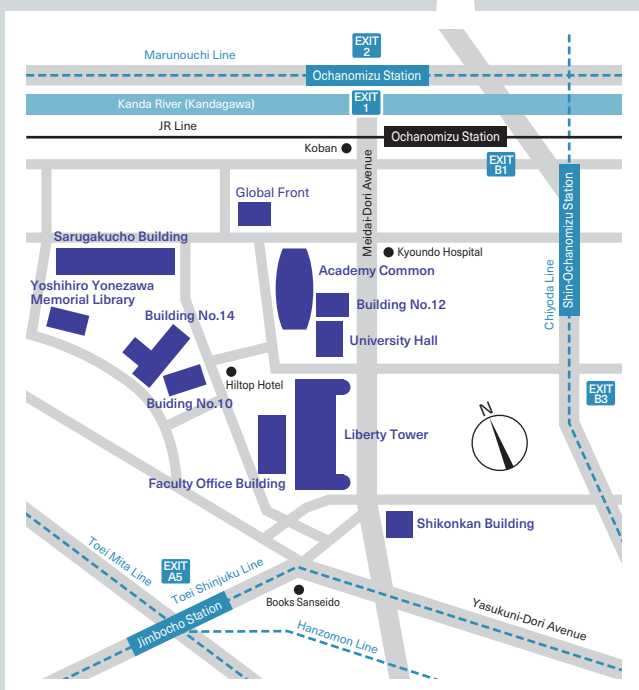 EXIT
2
Marunouchi Line
Ochanomizu Station
Kanda River (Kandagawa)
EXIT
1
JR Line
Ochanomizu Station
Koban
EXIT
B1
Meidai-Dori Avenue
Shin-Ochanomizu Station
Chiyoda Line
Global Front
Sarugakucho Building
Kyoundo Hospital
Academy Common
Yoshihiro Yonezawa
Memorial Library
Building No.12
Building No.14
University Hall
Hiltop Hotel
EXIT
B3
Buiding No.10
N
Liberty Tower
Faculty Office Building
Shikonkan Building
Toei Mita Line
EXIT
A5
Toei Shinjuku Line
Books Sanseido
Jimbocho Station
Hanzomon Line
Yasukuni-Dori Avenue